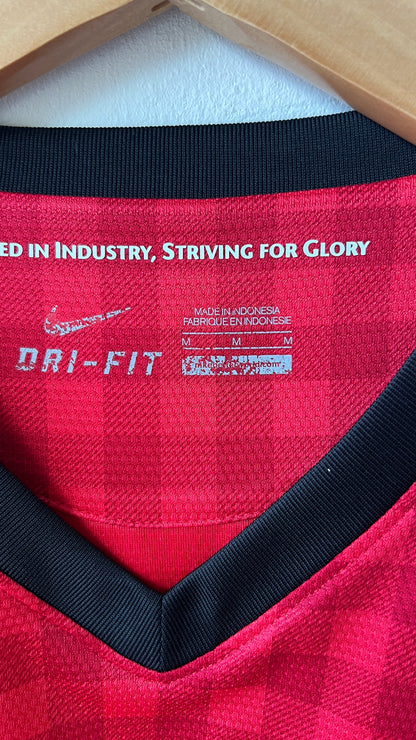 ED IN INDUSTRY, STRIVING FOR GLORY
MADE IN INDONESIA
FABRIQUE EN INDONESIE
M M M
DRI-FIT